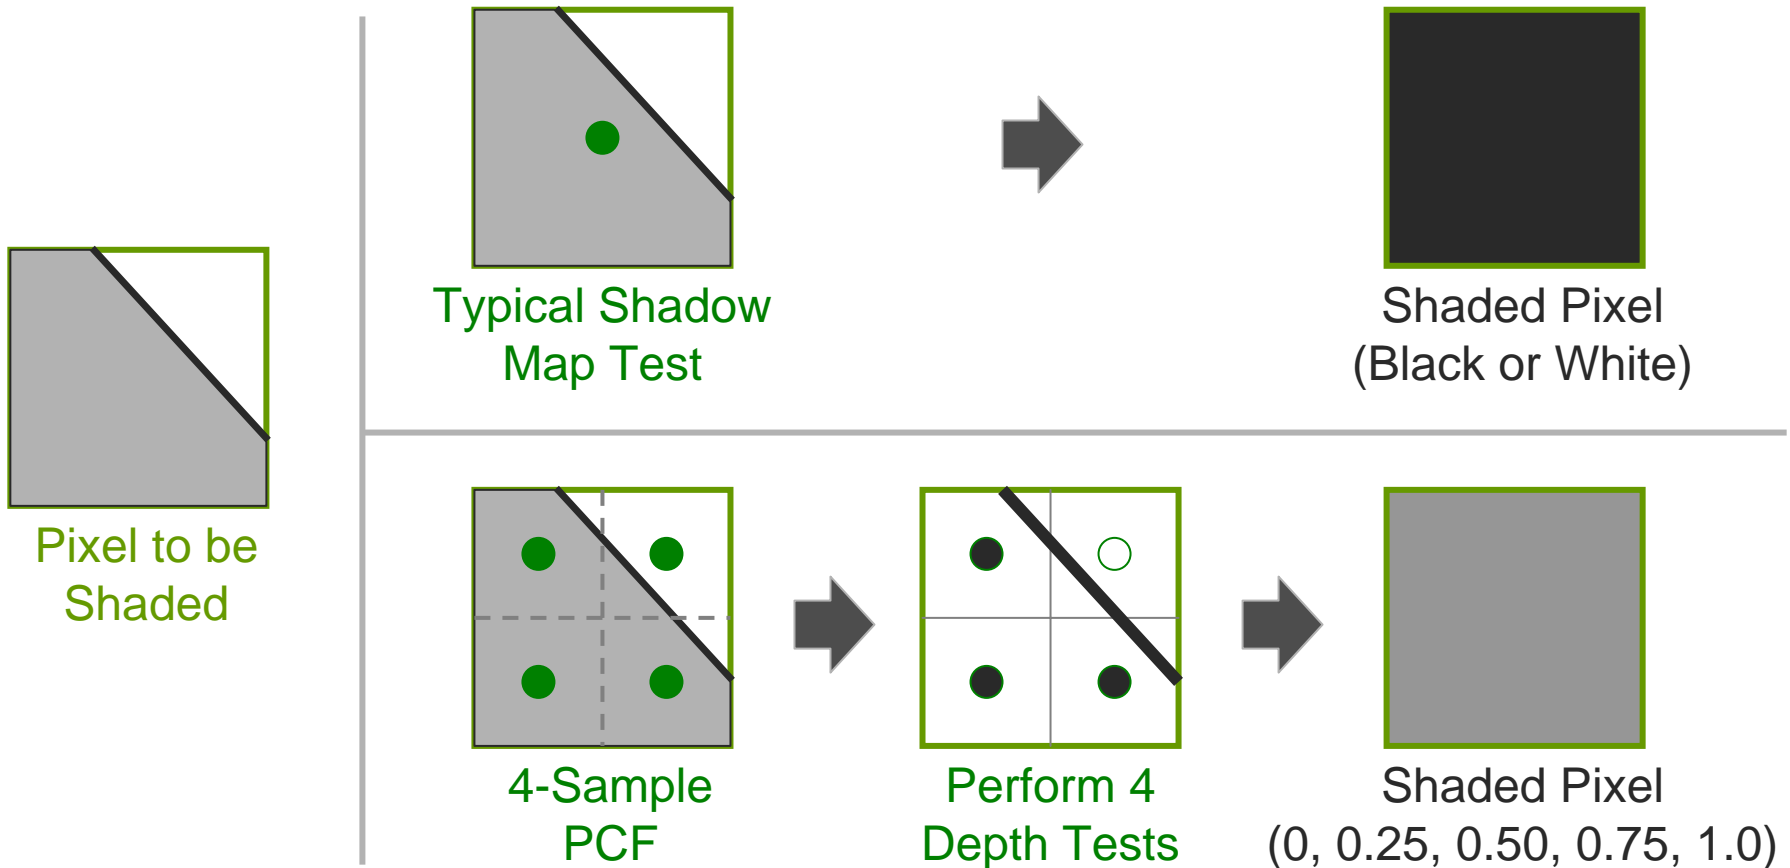 Typical Shadow
Map Test
Shaded Pixel
(Black or White)
Pixel to be
Shaded
4-Sample
PCF
Perform 4
Depth Tests
Shaded Pixel
(0, 0.25, 0.50, 0.75, 1.0)